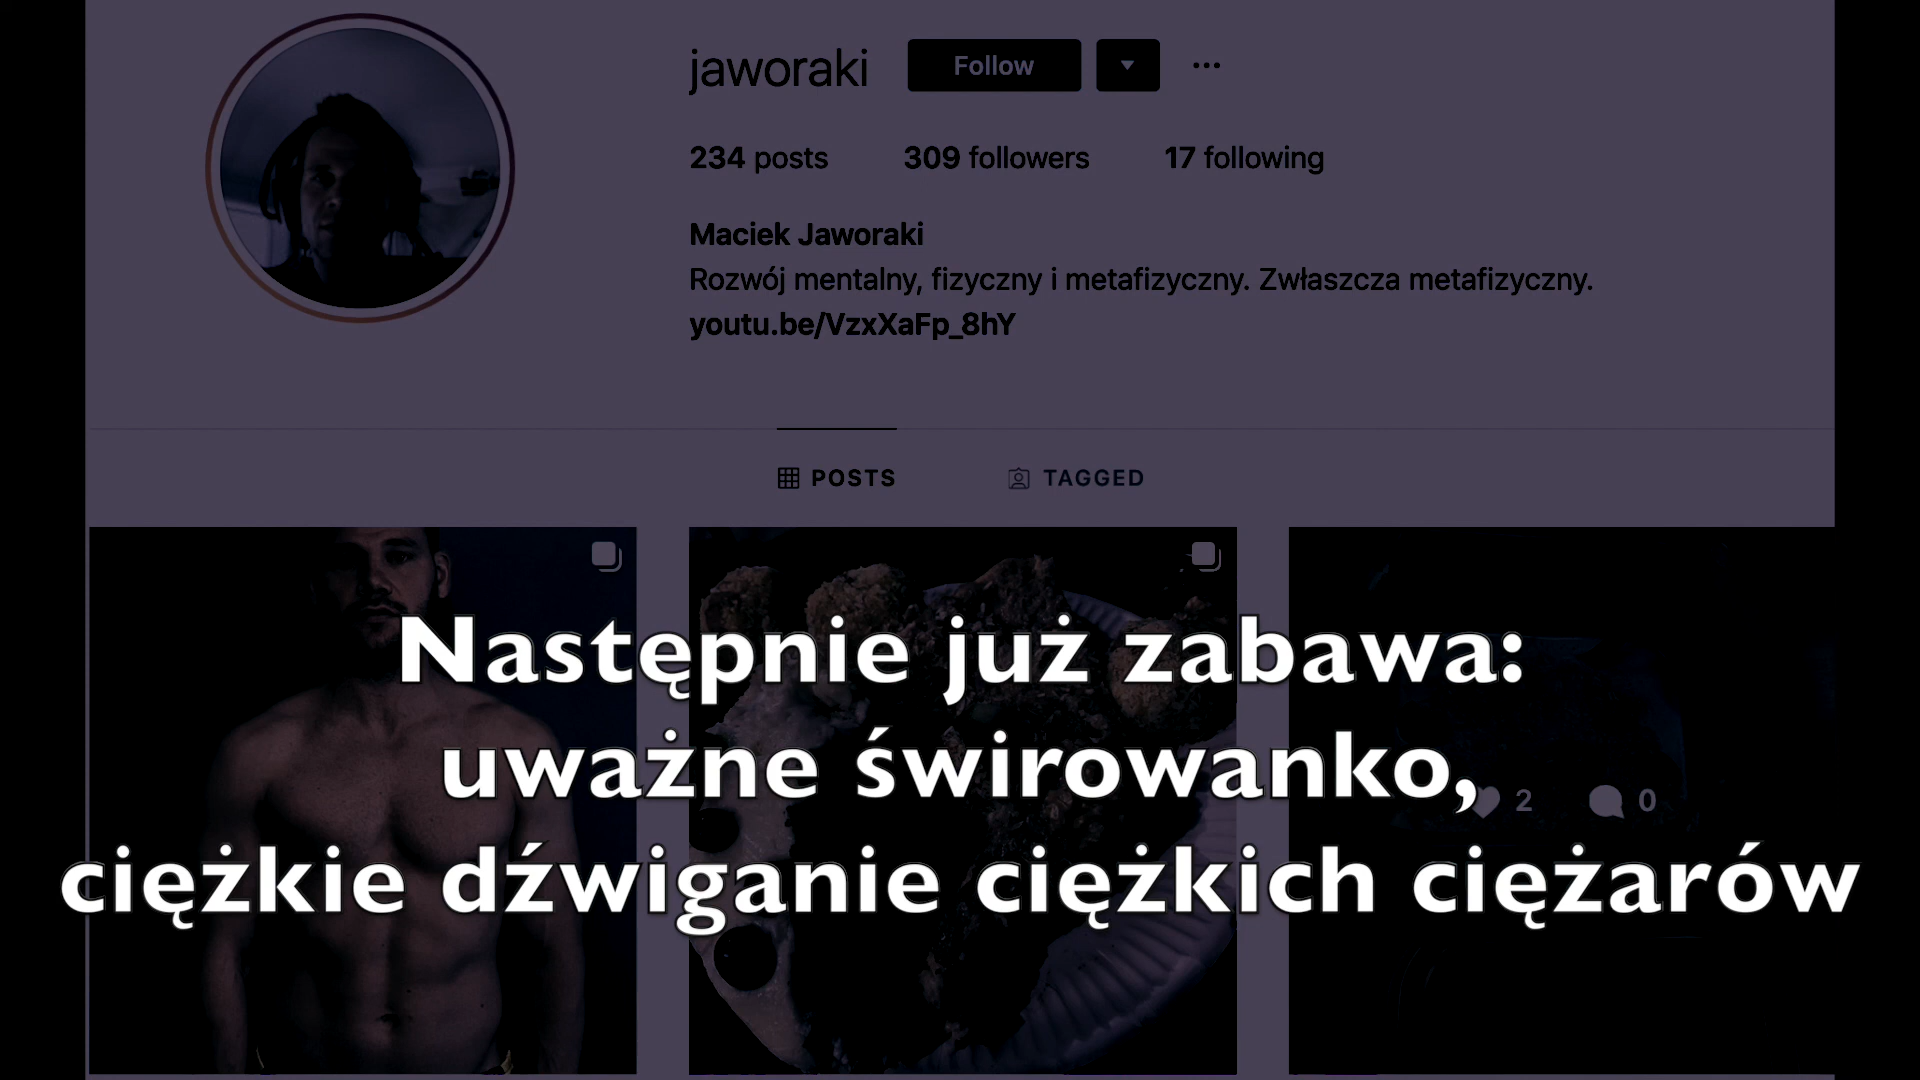 jaworaki Follow
234 posts 309 followers 17 following
Maciek Jaworaki
Rozwój mentalny, fizyczny i metafizyczny. Zwłaszcza metafizyczny.
youtu.be/VzxXaFp_8hY
POSTS TAGGED
Następnie już zabawa:
uważne świrowanko,
2 0
ciężkie dźwiganie ciężkich ciężarów